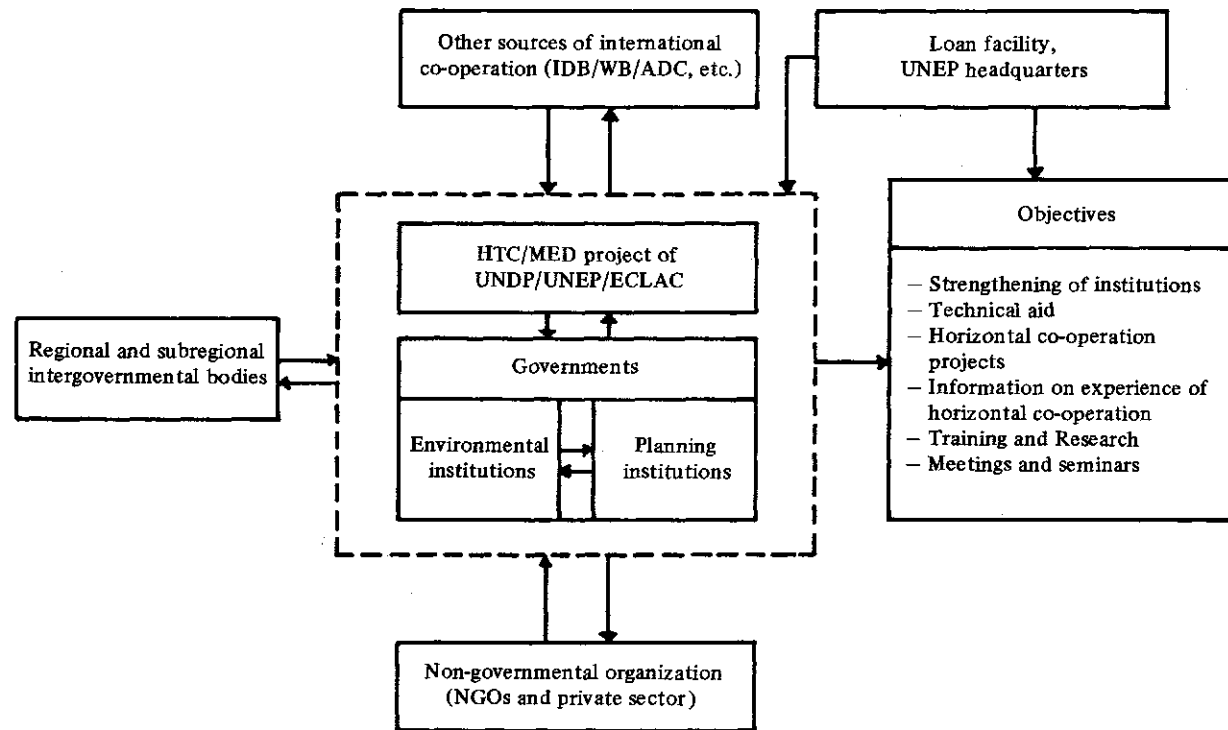 Other sources of international
co-operation (IDB/WB/ADC, etc.)
Loan facility,
UNEP headquarters
HTC/MED project of
UNDP/UNEP/ECLAC
Regional and subregional
intergovernmental bodies
Governments
Environmental
institutions
Planning
institutions
Objectives
— Strengthening of institutions
— Technical aid
— Horizontal co-operation
projects
— Information on experience of
horizontal co-operation
— Training and Research
— Meetings and seminars
Non-governmental organization
(NGOs and private sector)